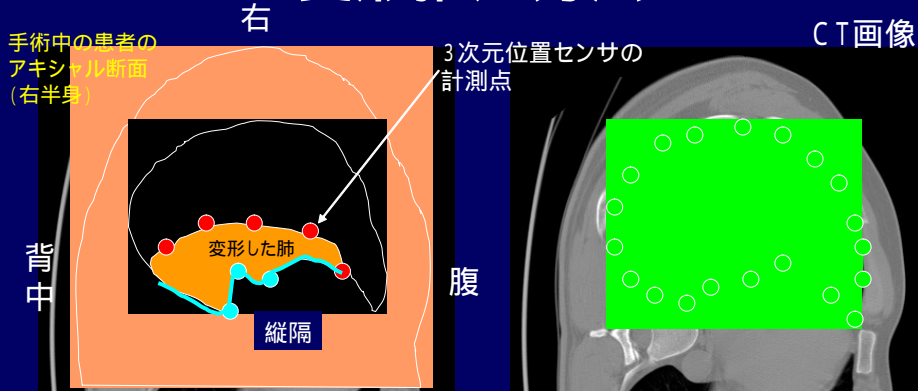 右
CT画像
手術中の患者の
アキシャル断面
(右半身)
3次元位置センサの
計測点
変形した肺
背中
腹
縦隔